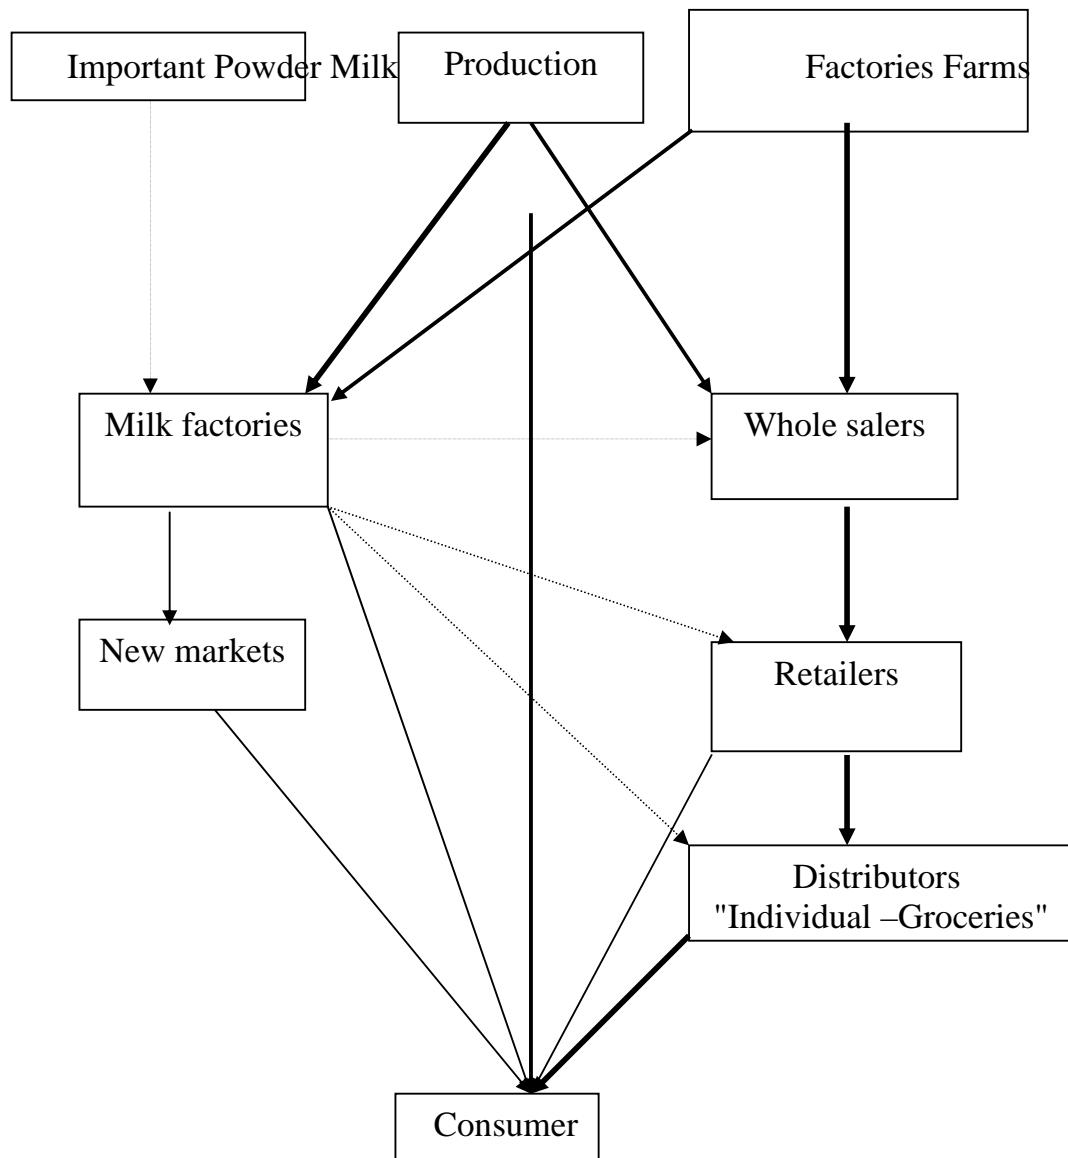 Important Powder Milk
Production
Factories Farms
Milk factories
Whole salers
New markets
Retailers
Distributors
"Individual –Groceries"
Consumer